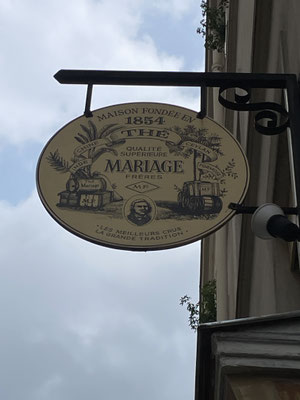 MAISON FONDÉE EN
1854
THÉ
QUALITÉ
SUPÉRIEURE
MARIAGE
FRÈRES
M.F.
"LES MEILLEURS CRUS
LA GRANDE TRADITION"